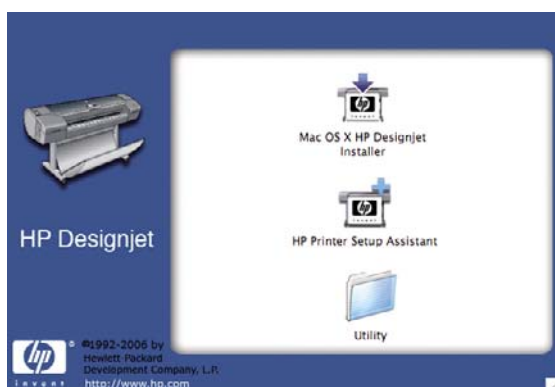 Mac OS X HP Designjet
Installer
HP Designjet
HP Printer Setup Assistant
Utility
hp
®
invent
©1992-2006 by
Hewlett Packard
Development Company, L.P.
http://www.hp.com